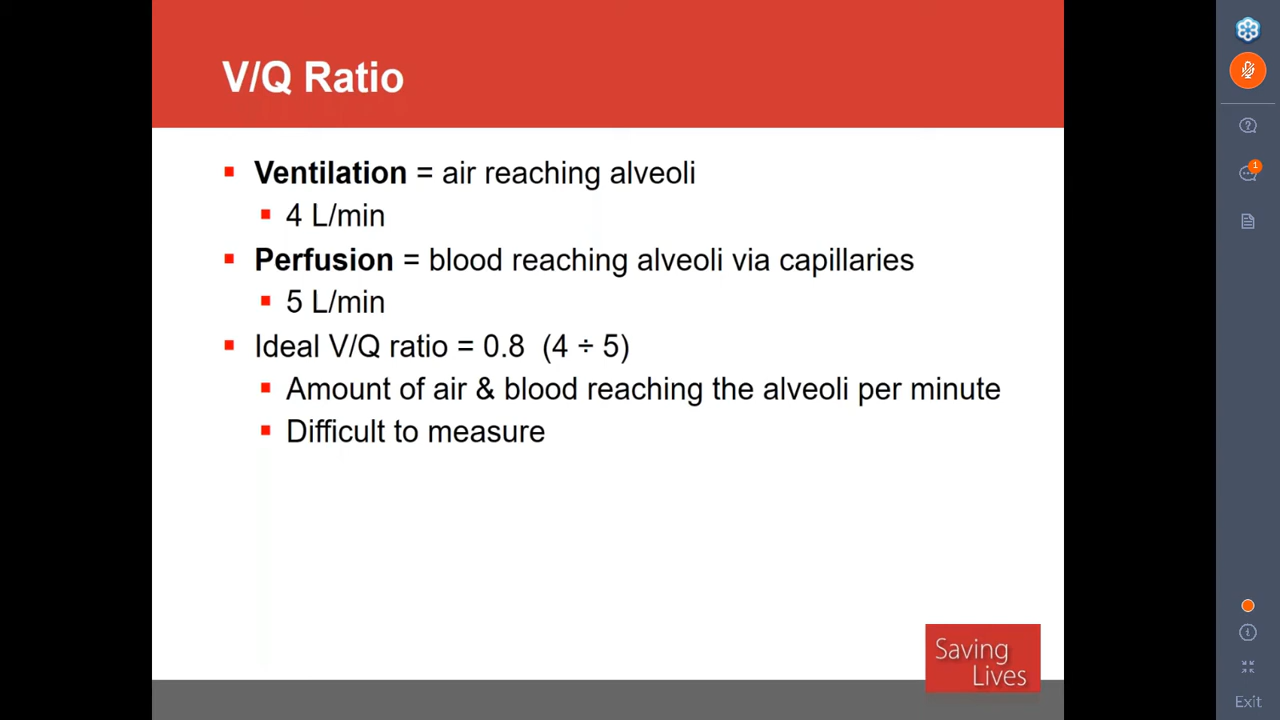 V/Q Ratio
Ventilation = air reaching alveoli
4 L/min
Perfusion = blood reaching alveoli via capillaries
5 L/min
Ideal V/Q ratio = 0.8 (4 ÷ 5)
Amount of air & blood reaching the alveoli per minute
Difficult to measure
Saving
Lives
1
Exit